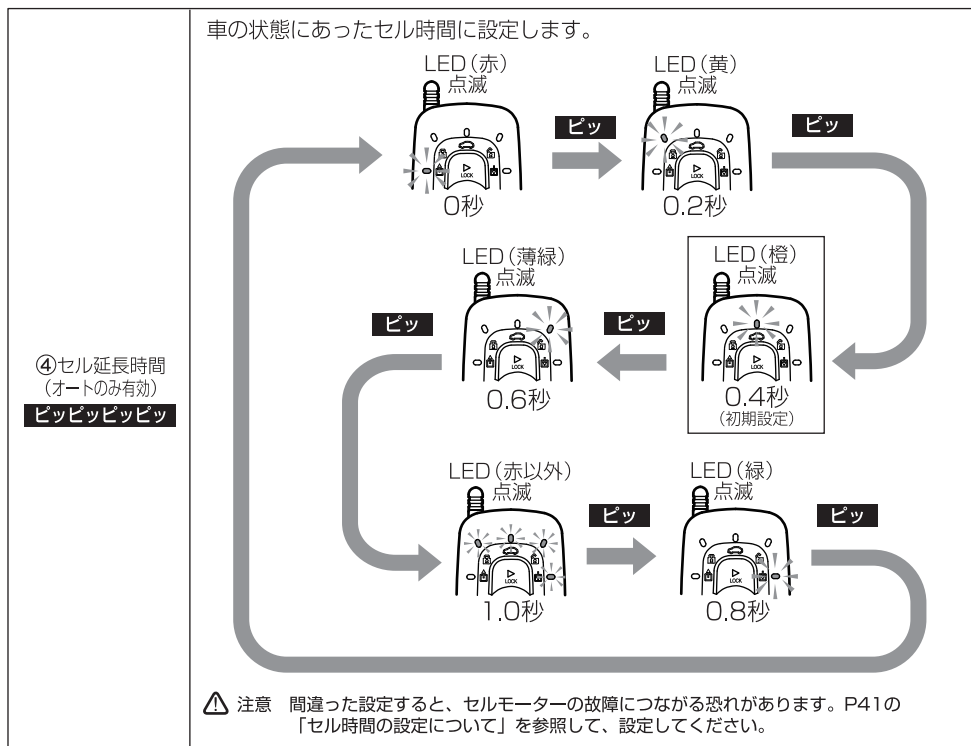 車の状態にあったセル時間に設定します。
LED（赤）
点滅
ピッ
LED（黄）
点滅
ピッ
LOCK
0秒
LOCK
0.2秒
LED（薄緑）
点滅
LED（橙）
点滅
ピッ
ピッ
LOCK
0.6秒
LOCK
0.4秒
（初期設定）
④セル延長時間
（オートのみ有効）
ピッピッピッピッ
LED（赤以外）
点滅
ピッ
LED（緑）
点滅
ピッ
LOCK
1.0秒
LOCK
0.8秒
注意 間違った設定すると、セルモーターの故障につながる恐れがあります。P41の
「セル時間の設定について」を参照して、設定してください。